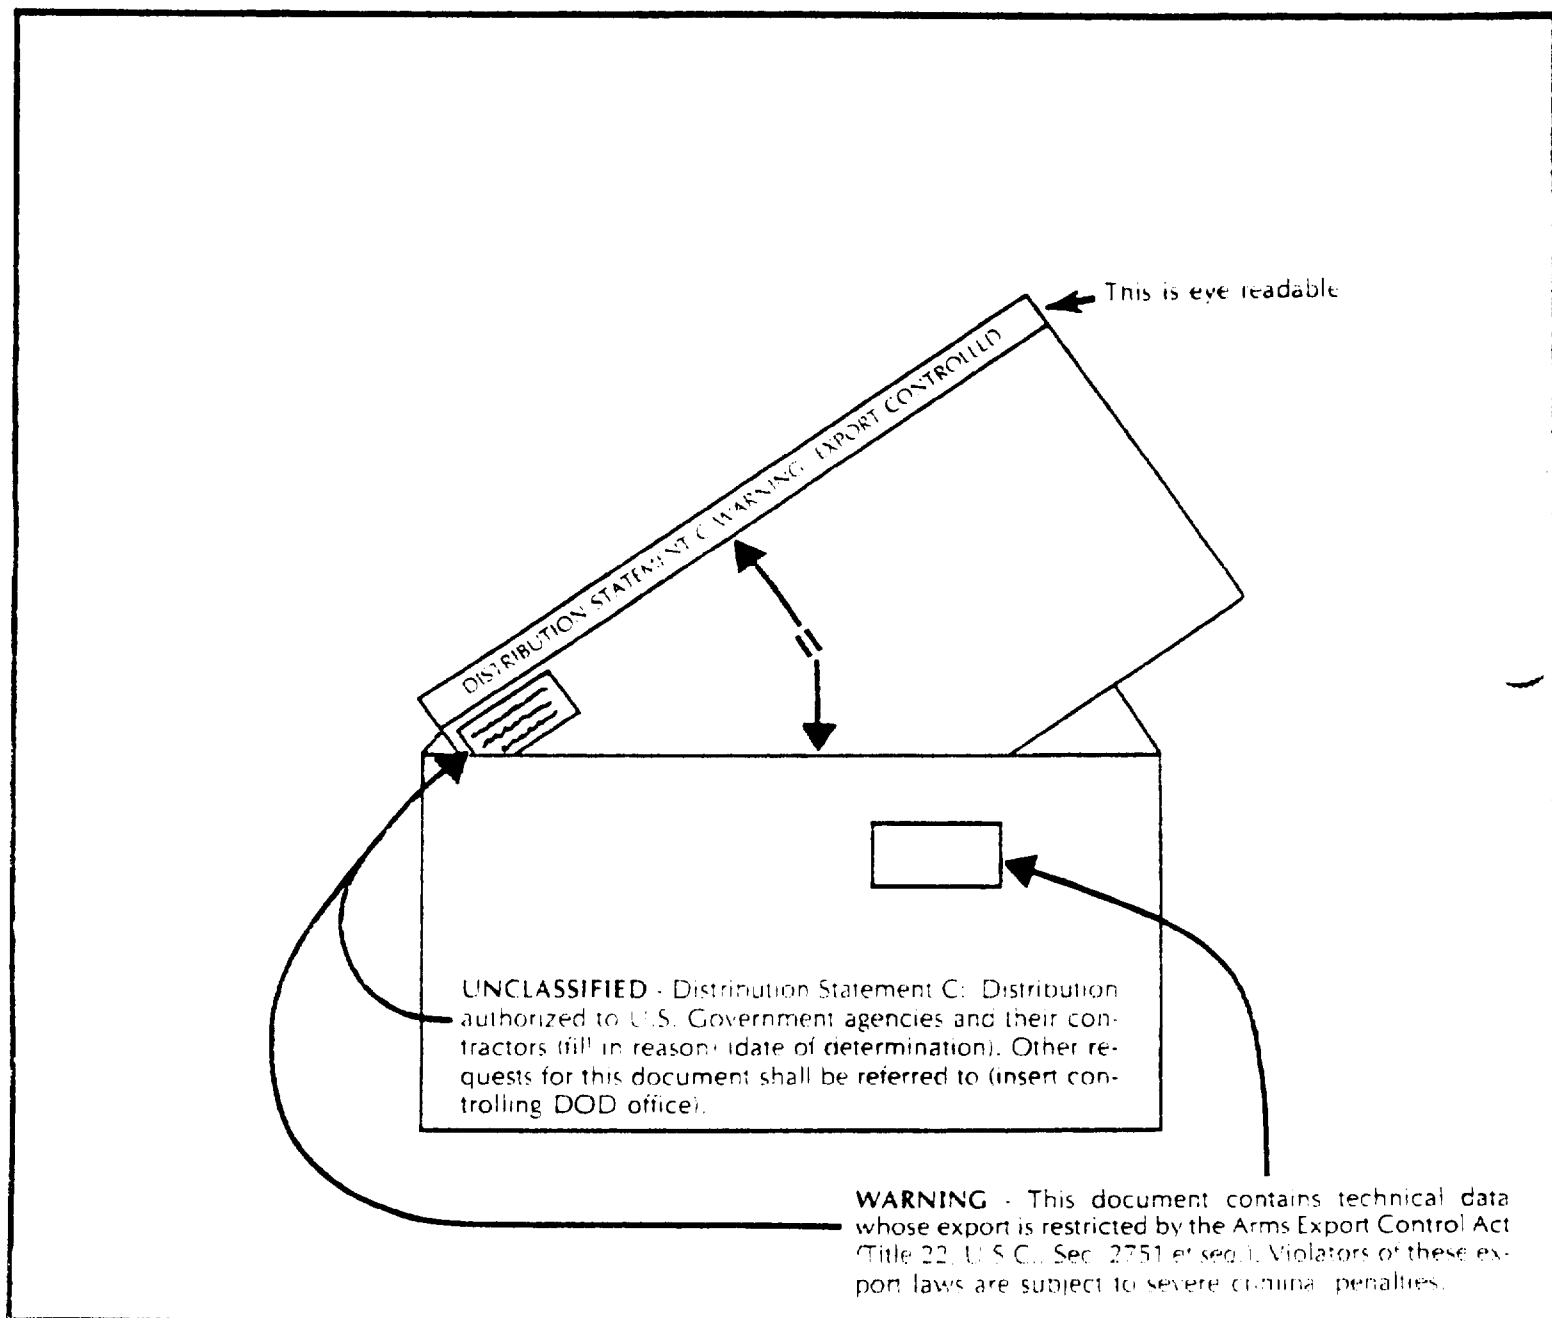 This is eye readable
DISTRIBUTION STATEMENT C WARNING EXPORT CONTROLLED
UNCLASSIFIED - Distribution Statement C: Distribution
authorized to U.S. Government agencies and their con-
tractors (fill in reason) (date of determination). Other re-
quests for this document shall be referred to (insert con-
trolling DOD office).
WARNING - This document contains technical data
whose export is restricted by the Arms Export Control Act
(Title 22, U.S.C., Sec. 2751 et seq.). Violators of these ex-
port laws are subject to severe criminal penalties.